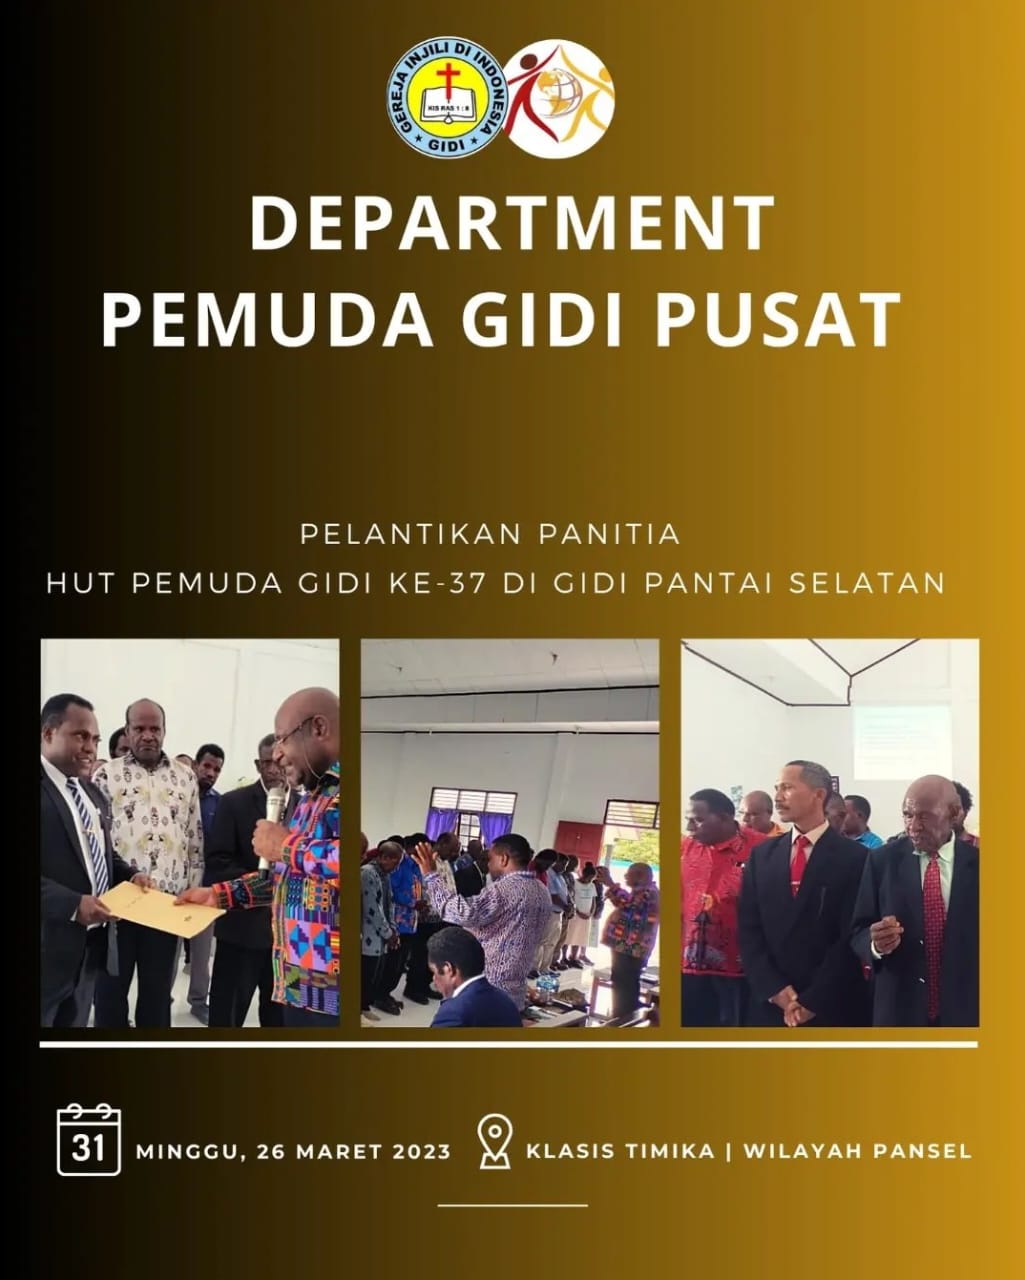 GEREJA INJILI DI INDONESIA
KIS RAS 1 : 8
GIDI
DEPARTMENT
PEMUDA GIDI PUSAT
PELANTIKAN PANITIA
HUT PEMUDA GIDI KE-37 DI GIDI PANTAI SELATAN
31
MINGGU, 26 MARET 2023
KLASIS TIMIKA | WILAYAH PANSEL